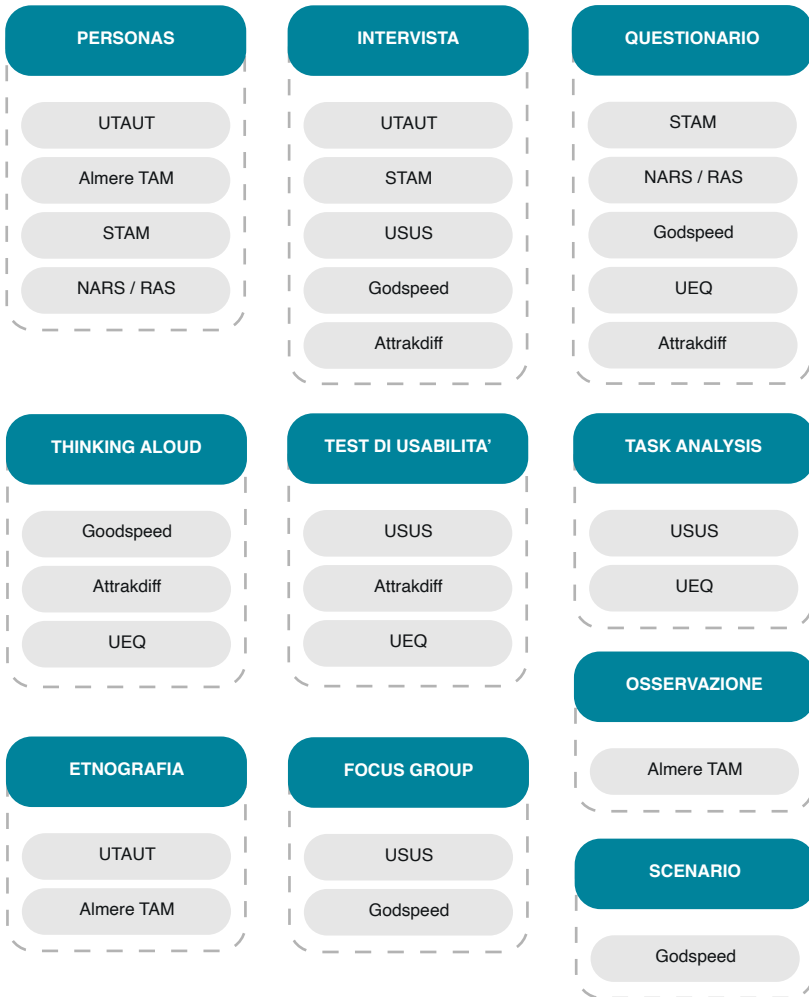 PERSONAS
UTAUT
Almere TAM
STAM
NARS / RAS
INTERVISTA
UTAUT
STAM
USUS
Godspeed
Attrakdiff
QUESTIONARIO
STAM
NARS / RAS
Godspeed
UEQ
Attrakdiff
THINKING ALOUD
Goodspeed
Attrakdiff
UEQ
TEST DI USABILITA’
USUS
Attrakdiff
UEQ
TASK ANALYSIS
USUS
UEQ
OSSERVAZIONE
Almere TAM
ETNOGRAFIA
UTAUT
Almere TAM
FOCUS GROUP
USUS
Godspeed
SCENARIO
Godspeed